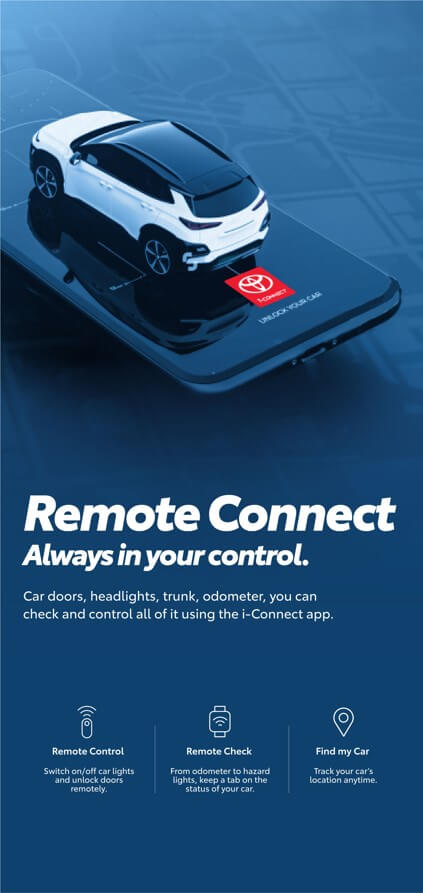 i-CONNECT
UNLOCK YOUR CAR
Remote Connect
Always in your control.
Car doors, headlights, trunk, odometer, you can
check and control all of it using the i-Connect app.
Remote Control
Switch on/off car lights
and unlock doors
remotely.
Remote Check
From odometer to hazard
lights, keep a tab on the
status of your car.
Find my Car
Track your car's
location anytime.